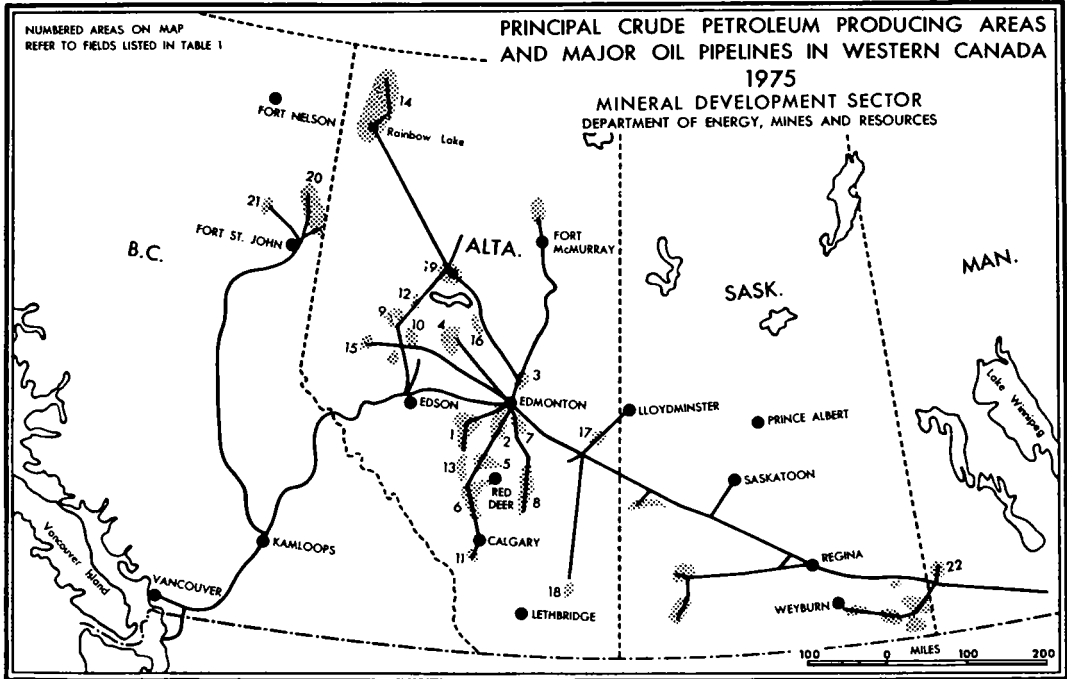 NUMBERED AREAS ON MAP
REFER TO FIELDS LISTED IN TABLE 1
PRINCIPAL CRUDE PETROLEUM PRODUCING AREAS
AND MAJOR OIL PIPELINES IN WESTERN CANADA
1975
MINERAL DEVELOPMENT SECTOR
DEPARTMENT OF ENERGY, MINES AND RESOURCES
FORT NELSON
14
Rainbow Lake
20
21
FORT ST. JOHN
B.C.
ALTA.
FORT
McMURRAY
SASK.
MAN.
19
12
9
10
4
16
15
3
EDSON
EDMONTON
LLOYDMINSTER
PRINCE ALBERT
Lake Winnipeg
1
2
7
17
13
5
RED
DEER
6
8
SASKATOON
11
CALGARY
KAMLOOPS
Vancouver Island
VANCOUVER
18
LETHBRIDGE
REGINA
22
WEYBURN
100
0
MILES
100
200